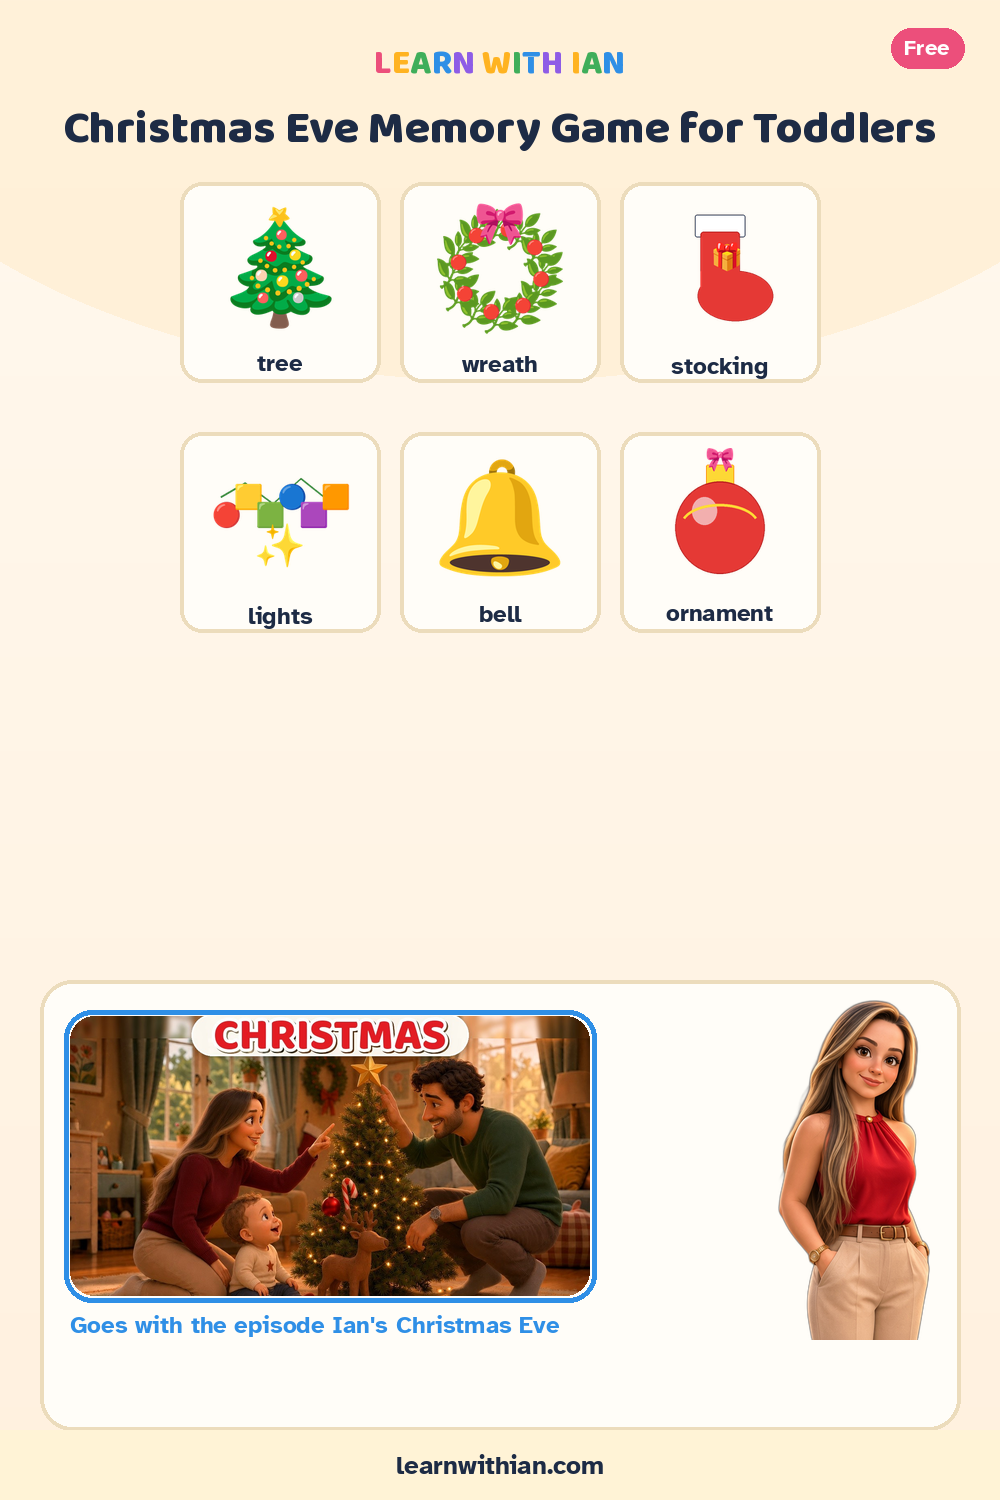 Free
LEARN WITH IAN
Christmas Eve Memory Game for Toddlers
tree
wreath
stocking
lights
bell
ornament
CHRISTMAS
Goes with the episode Ian's Christmas Eve
learnwithian.com